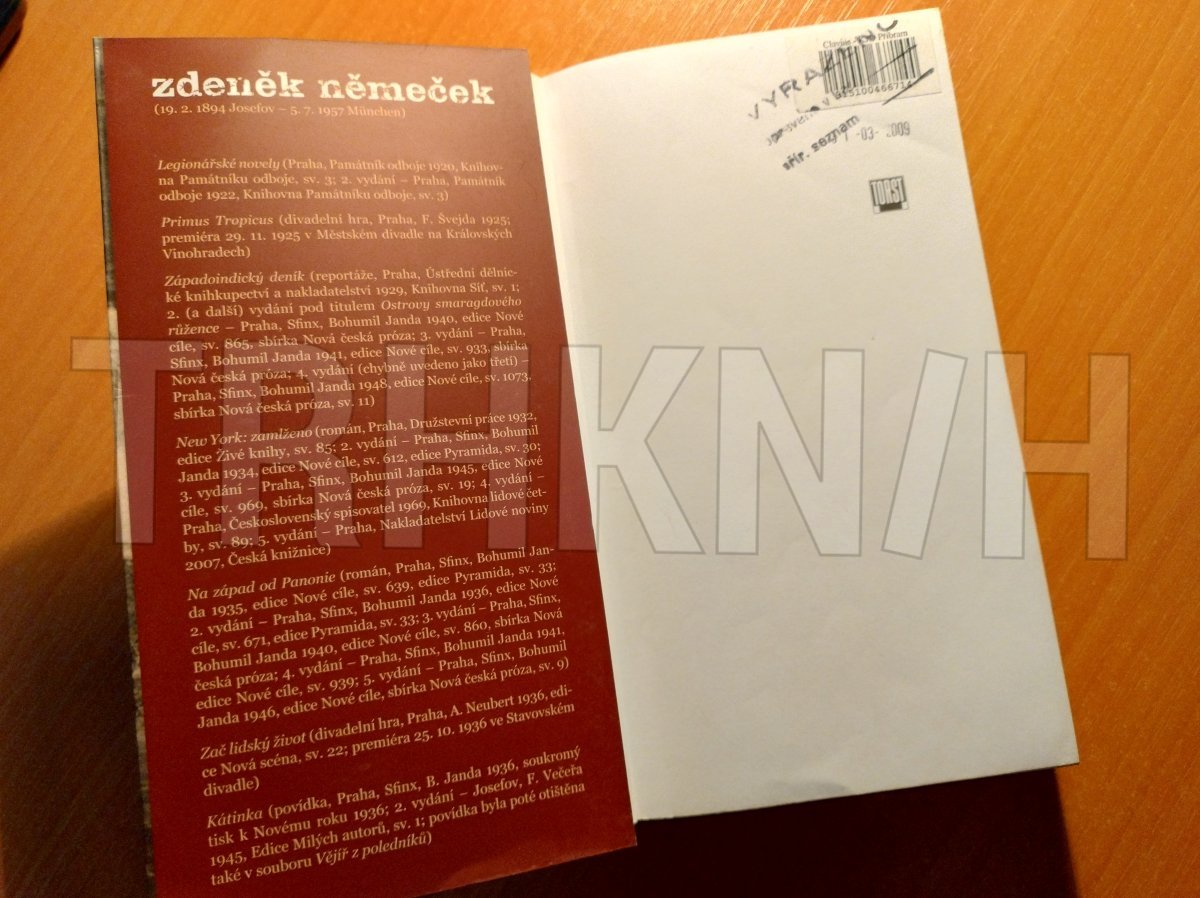 zdeněk němeček
(19. 2. 1894 Josefov – 5. 7. 1957 München)
Legionářské novely (Praha, Památník odboje 1920, Knihov-
na Památníku odboje, sv. 3; 2. vydání – Praha, Památník
odboje 1922, Knihovna Památníku odboje, sv. 3)
Primus Tropicus (divadelní hra, Praha, F. Švejda 1925;
premiéra 29. 11. 1925 v Městském divadle na Královských
Vinohradech)
Západoindický deník (reportáže, Praha, Ústřední dělnic-
ké knihkupectví a nakladatelství 1929, Knihovna Síť, sv. 1;
2. (a další) vydání pod titulem Ostrovy smaragdového
růžence – Praha, Sfinx, Bohumil Janda 1940, edice Nové
cíle, sv. 865, sbírka Nová česká próza; 3. vydání – Praha,
Sfinx, Bohumil Janda 1941, edice Nové cíle, sv. 933, sbírka
Nová česká próza; 4. vydání (chybně uvedeno jako třetí) –
Praha, Sfinx, Bohumil Janda 1948, edice Nové cíle, sv. 1073,
sbírka Nová česká próza, sv. 11)
New York: zamlženo (román, Praha, Družstevní práce 1932,
edice Živé knihy, sv. 85; 2. vydání – Praha, Sfinx, Bohumil
Janda 1934, edice Nové cíle, sv. 612, edice Pyramida, sv. 30;
3. vydání – Praha, Sfinx, Bohumil Janda 1945, edice Nové
cíle, sv. 969, sbírka Nová česká próza, sv. 19; 4. vydání –
Praha, Československý spisovatel 1969, Knihovna lidové čet-
by, sv. 89; 5. vydání – Praha, Nakladatelství Lidové noviny
2007, Česká knižnice)
Na západ od Panonie (román, Praha, Sfinx, Bohumil Jan-
da 1935, edice Nové cíle, sv. 639, edice Pyramida, sv. 33;
2. vydání – Praha, Sfinx, Bohumil Janda 1936, edice Nové
cíle, sv. 671, edice Pyramida, sv. 33; 3. vydání – Praha, Sfinx,
Bohumil Janda 1940, edice Nové cíle, sv. 860, sbírka Nová
česká próza; 4. vydání – Praha, Sfinx, Bohumil Janda 1941,
edice Nové cíle, sv. 939; 5. vydání – Praha, Sfinx, Bohumil
Janda 1946, edice Nové cíle, sbírka Nová česká próza, sv. 9)
Zač lidský život (divadelní hra, Praha, A. Neubert 1936, edi-
ce Nová scéna, sv. 22; premiéra 25. 10. 1936 ve Stavovském
divadle)
Kátinka (povídka, Praha, Sfinx, B. Janda 1936, soukromý
tisk k Novému roku 1936; 2. vydání – Josefov, F. Večeřa
1945, Edice Milých autorů, sv. 1; povídka byla poté otištěna
také v souboru Vějíř z poledníků)
Příbram
VYRAZENO
seznam
-03- 2009
TORST
TRHKNIH